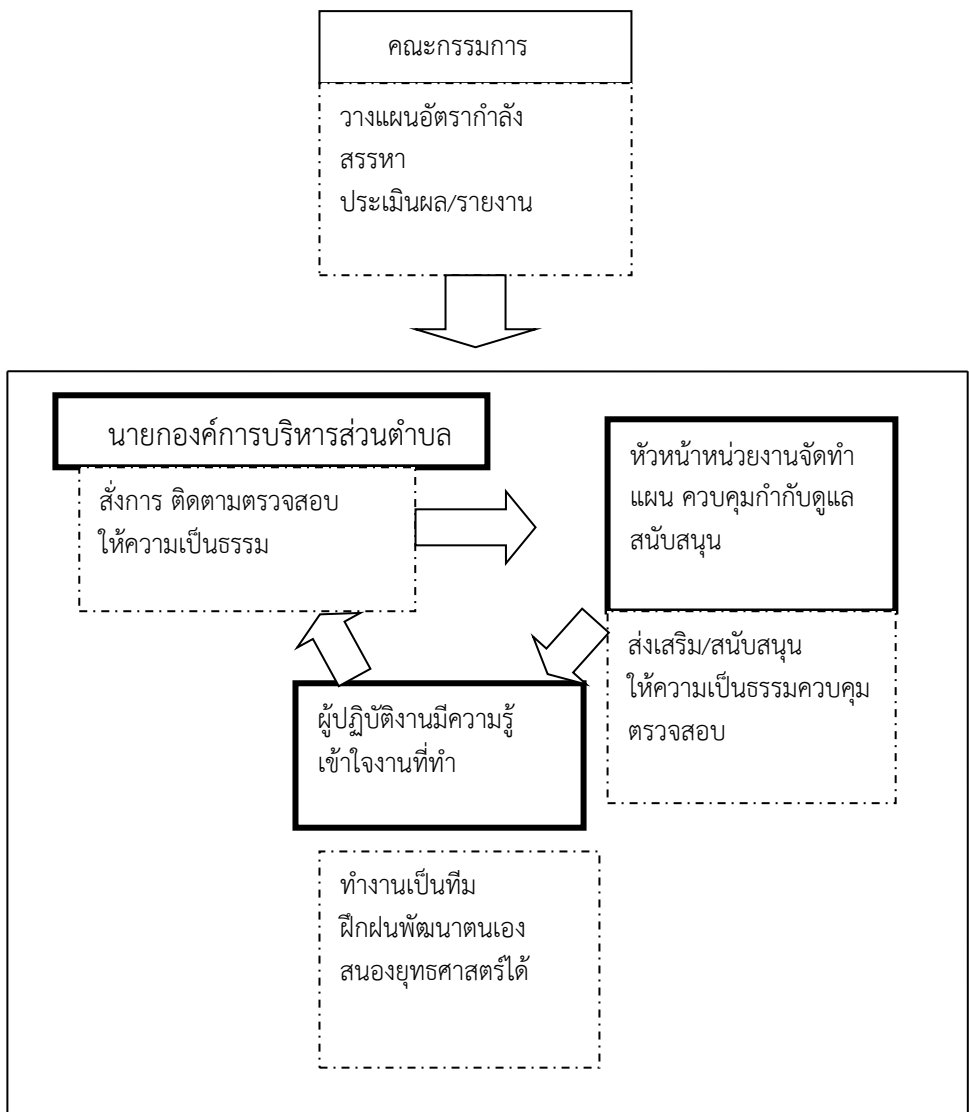 คณะกรรมการ
วางแผนอัตรากำลัง
สรรหา
ประเมินผล/รายงาน
นายกองค์การบริหารส่วนตำบล
สั่งการ ติดตามตรวจสอบ
ให้ความเป็นธรรม
หัวหน้าหน่วยงานจัดทำ
แผน ควบคุมกำกับดูแล
สนับสนุน
ส่งเสริม/สนับสนุน
ให้ความเป็นธรรมควบคุม
ตรวจสอบ
ผู้ปฏิบัติงานมีความรู้
เข้าใจงานที่ทำ
ทำงานเป็นทีม
ฝึกฝนพัฒนาตนเอง
สนองยุทธศาสตร์ได้